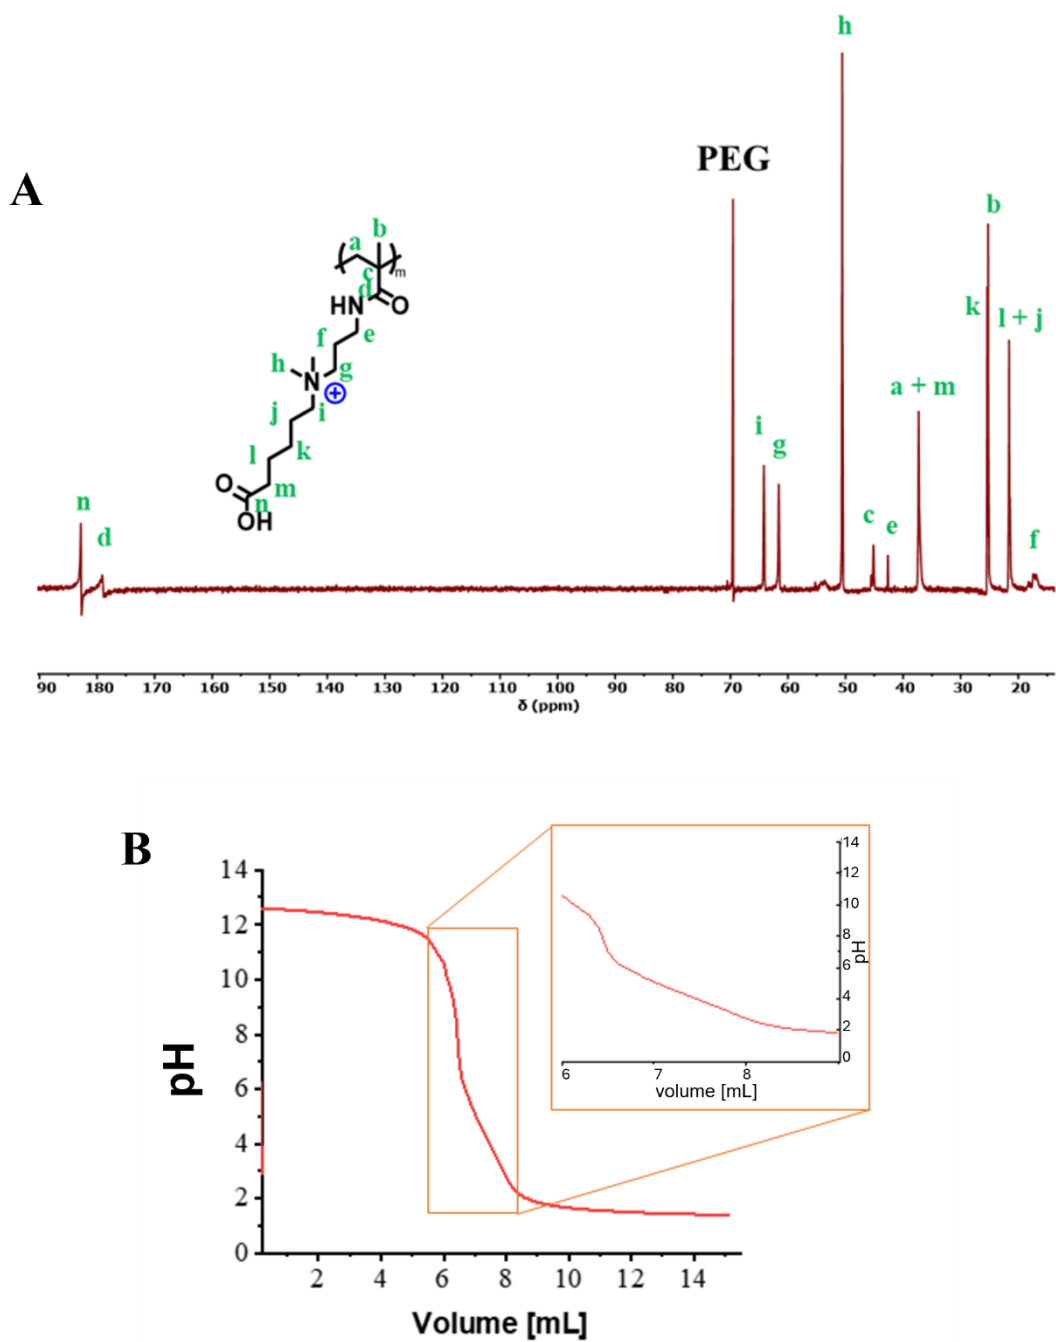 A
h
PEG
b
k
l + j
a + m
i
g
c
e
f
n
d
a
b
c
m
d
HN
O
f
e
h
N
g
+
j
i
l
k
O
m
n
OH
90 180 170 160 150 140 130 120 110 100 90 80 70 60 50 40 30 20
δ (ppm)
B
14
12
10
8
6
4
2
0
pH
2 4 6 8 10 12 14
Volume [mL]
14
12
10
8
6
4
2
0
pH
6 7 8
volume [mL]